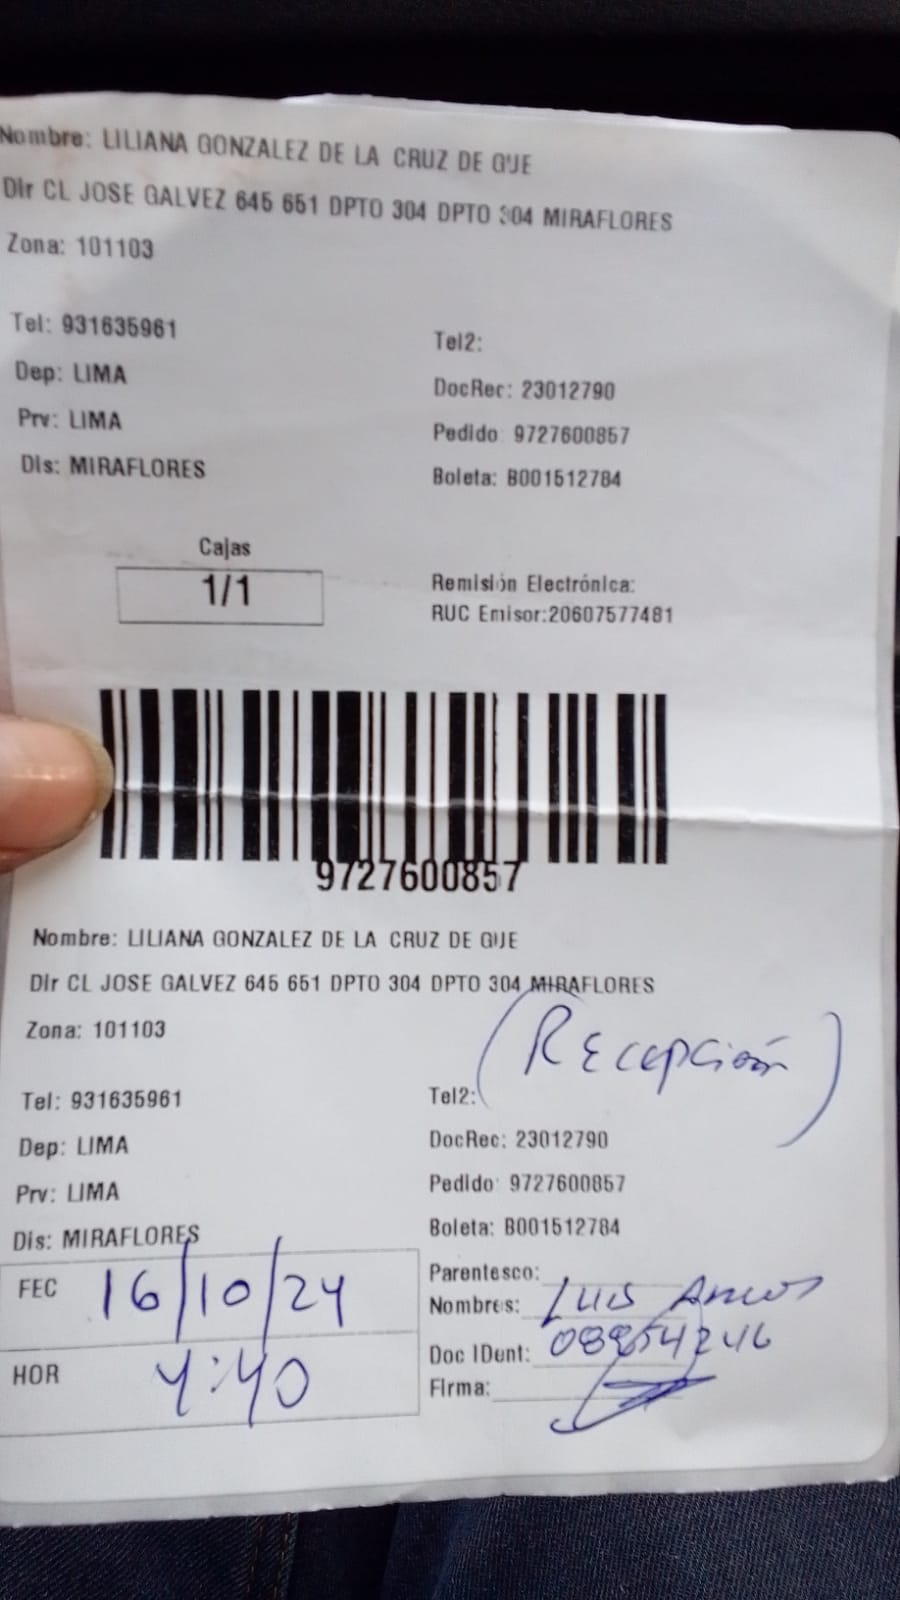 Nombre: LILIANA GONZALEZ DE LA CRUZ DE GUE
Dir CL JOSE GALVEZ 645 651 DPTO 304 DPTO 304 MIRAFLORES
Zona: 101103
Tel: 931635961
Tel2:
Dep: LIMA
DocRec: 23012790
Prv: LIMA
Pedido: 9727600857
Dis: MIRAFLORES
Boleta: B001512784
Cajas
1/1
Remisión Electrónica:
RUC Emisor:20607577481
9727600857
Nombre: LILIANA GONZALEZ DE LA CRUZ DE GUE
Dir CL JOSE GALVEZ 645 651 DPTO 304 DPTO 304 MIRAFLORES
Zona: 101103
(Recepción)
Tel: 931635961
Tel2:
Dep: LIMA
DocRec: 23012790
Prv: LIMA
Pedido: 9727600857
Dis: MIRAFLORES
Boleta: B001512784
FEC 16/10/24
Parentesco:
Nombres: Luis
HOR 4:40
Doc IDent:
Firma: